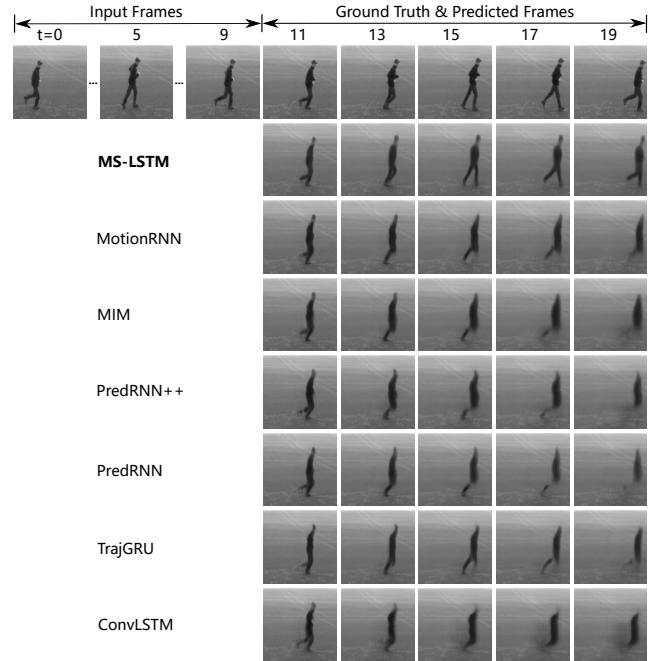 Input Frames
Ground Truth & Predicted Frames
t=0 5 9 11 13 15 17 19
... ...
MS-LSTM
MotionRNN
MIM
PredRNN++
PredRNN
TrajGRU
ConvLSTM